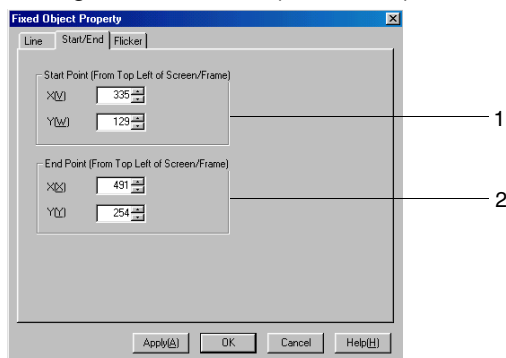 Fixed Object Property
Line Start/End Flicker
Start Point (From Top Left of Screen/Frame)
X(V) 335
Y(W) 129
1
End Point (From Top Left of Screen/Frame)
X(X) 491
2
Y(Y) 254
Apply(A) OK Cancel Help(H)